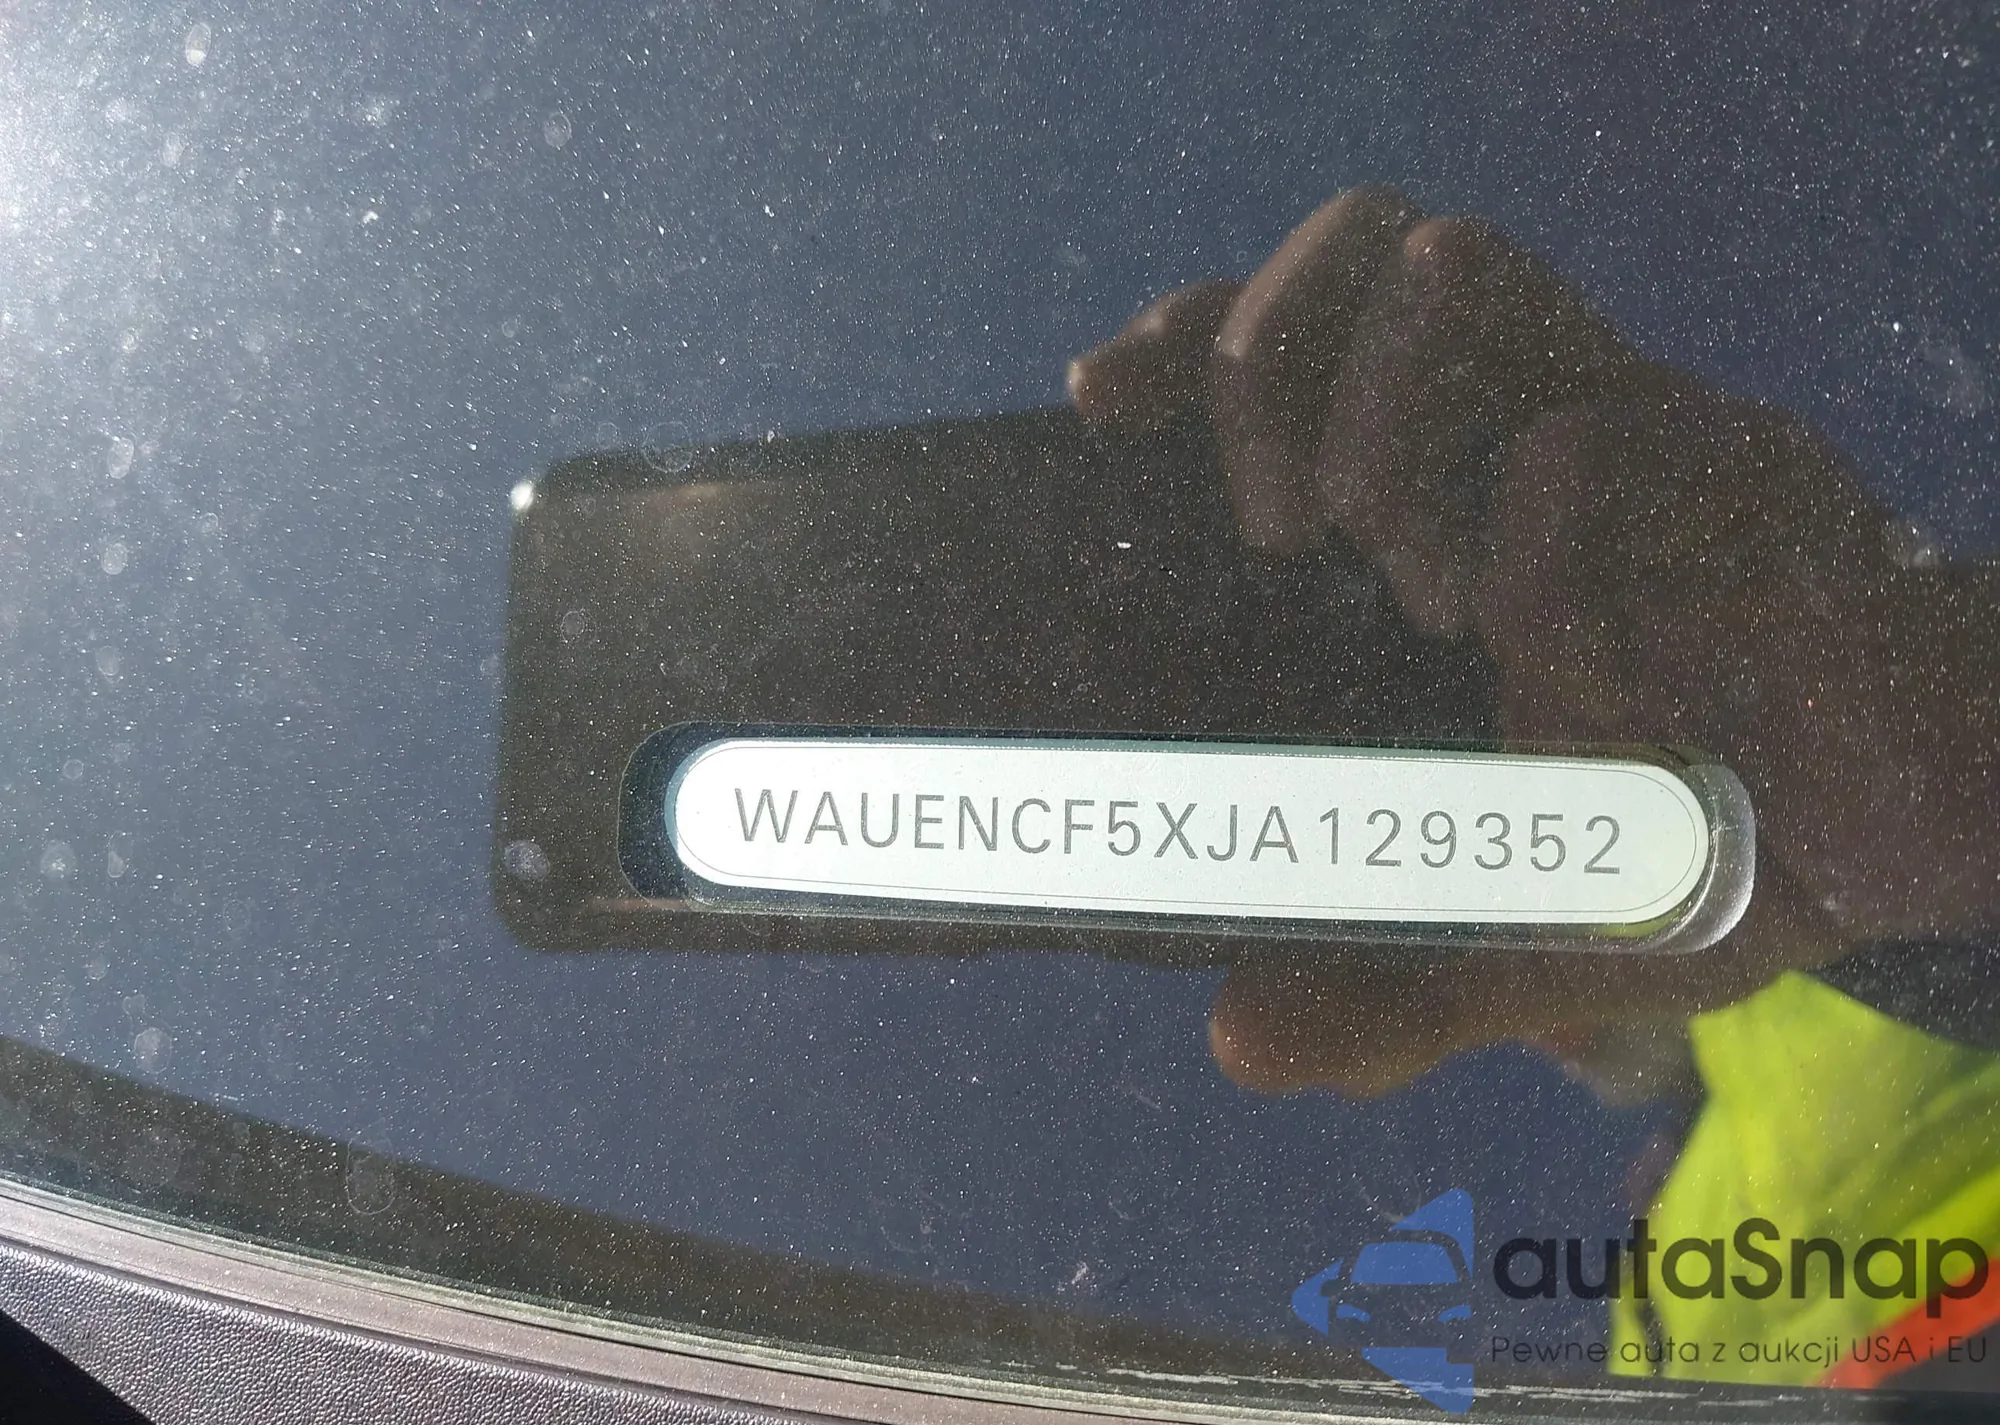 WAUENCF5XJA129352
autaSnap
Pewne auta z aukcji USA i EU